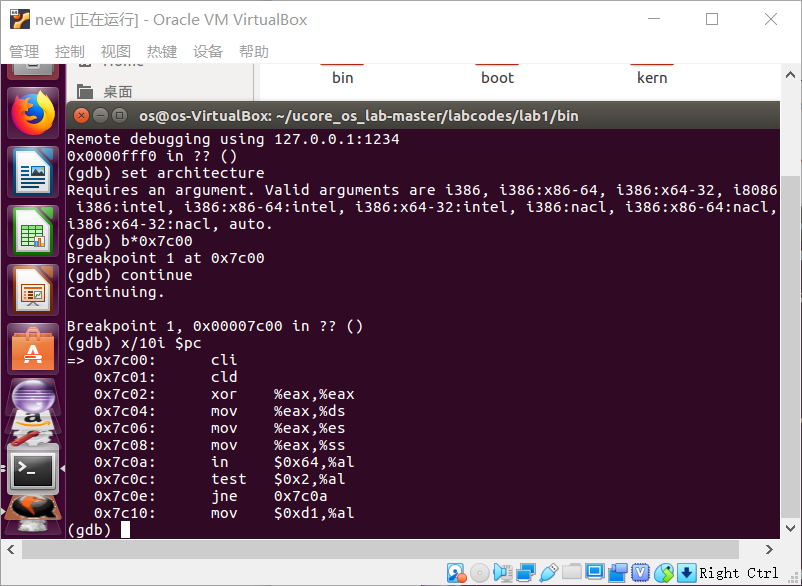 new [正在运行] - Oracle VM VirtualBox
管理 控制 视图 热键 设备 帮助
Home
桌面
bin boot kern
os@os-VirtualBox: ~/ucore_os_lab-master/labcodes/lab1/bin
Remote debugging using 127.0.0.1:1234
0x0000fff0 in ?? ()
(gdb) set architecture
Requires an argument. Valid arguments are i386, i386:x86-64, i386:x64-32, i8086
 i386:intel, i386:x86-64:intel, i386:x64-32:intel, i386:nacl, i386:x86-64:nacl,
i386:x64-32:nacl, auto.
(gdb) b*0x7c00
Breakpoint 1 at 0x7c00
(gdb) continue
Continuing.
Breakpoint 1, 0x00007c00 in ?? ()
(gdb) x/10i $pc
=> 0x7c00:      cli
   0x7c01:      cld
   0x7c02:      xor    %eax,%eax
   0x7c04:      mov    %eax,%ds
   0x7c06:      mov    %eax,%es
   0x7c08:      mov    %eax,%ss
   0x7c0a:      in     $0x64,%al
   0x7c0c:      test   $0x2,%al
   0x7c0e:      jne    0x7c0a
   0x7c10:      mov    $0xd1,%al
(gdb)
Right Ctrl